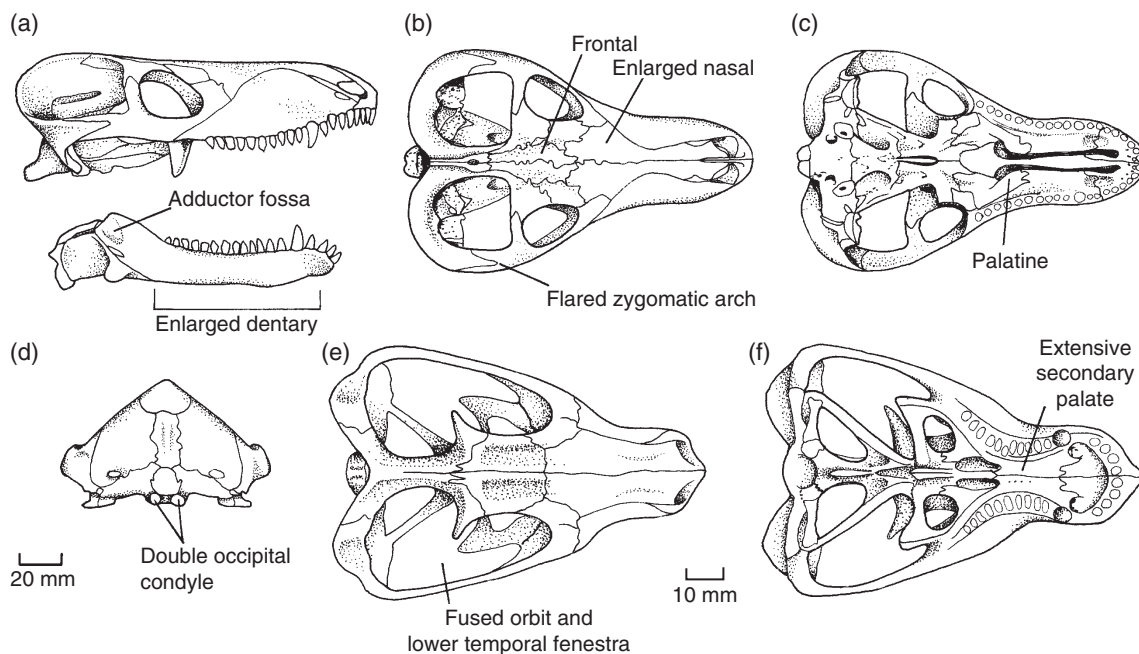 (a)
(b)
(c)
Frontal
Enlarged nasal
Adductor fossa
Palatine
Flared zygomatic arch
Enlarged dentary
(d)
(e)
(f)
Extensive
secondary
palate
Double occipital
condyle
20 mm
10 mm
Fused orbit and
lower temporal fenestra